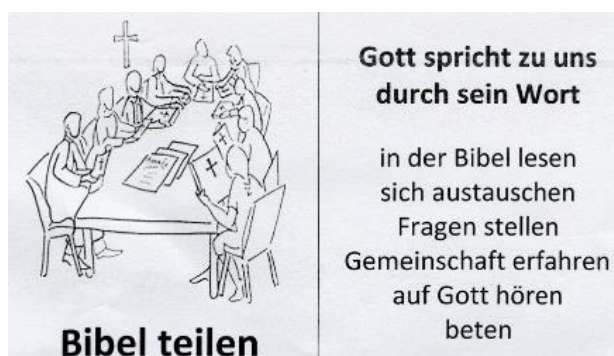 Bibel teilen
Gott spricht zu uns
durch sein Wort
in der Bibel lesen
sich austauschen
Fragen stellen
Gemeinschaft erfahren
auf Gott hören
beten